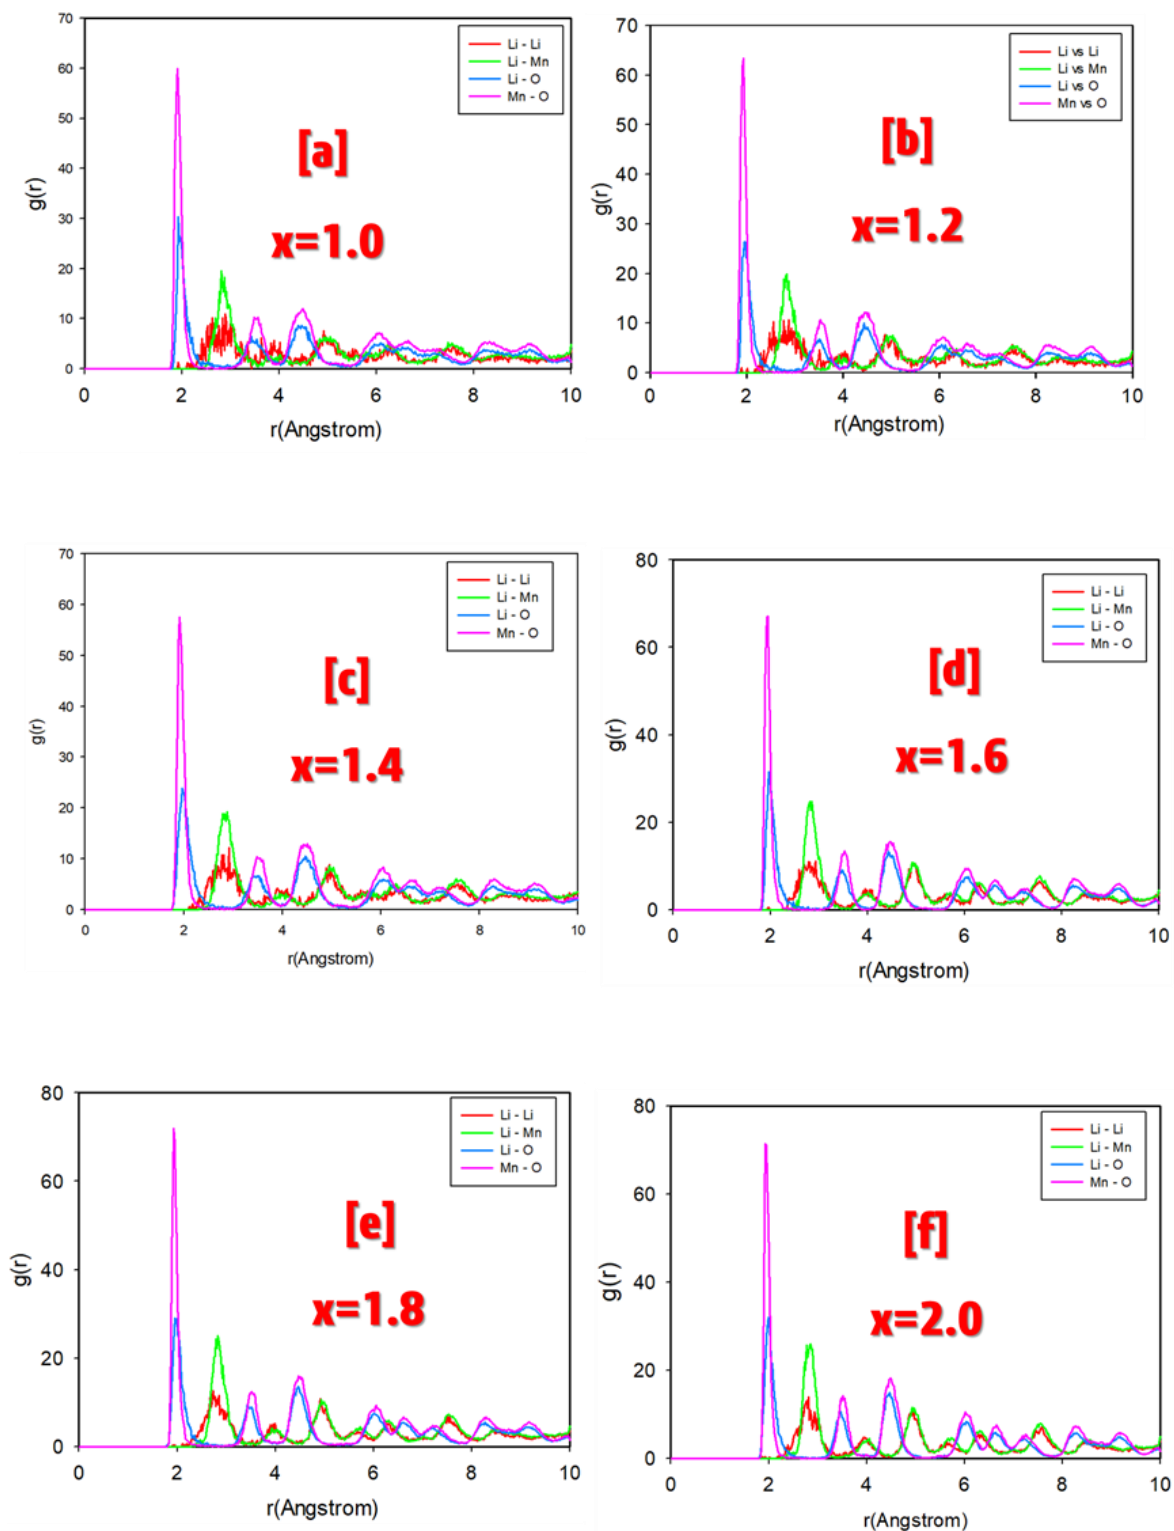 70
60
50
40
30
20
10
0
g(r)
Li - Li
Li - Mn
Li - O
Mn - O
[a]
x=1.0
0 2 4 6 8 10
r(Angstrom)
70
60
50
40
30
20
10
0
g(r)
Li vs Li
Li vs Mn
Li vs O
Mn vs O
[b]
x=1.2
0 2 4 6 8 10
r(Angstrom)
70
60
50
40
30
20
10
0
g(r)
Li - Li
Li - Mn
Li - O
Mn - O
[c]
x=1.4
0 2 4 6 8 10
r(Angstrom)
80
60
40
20
0
g(r)
Li - Li
Li - Mn
Li - O
Mn - O
[d]
x=1.6
0 2 4 6 8 10
r(Angstrom)
80
60
40
20
0
g(r)
Li - Li
Li - Mn
Li - O
Mn - O
[e]
x=1.8
0 2 4 6 8 10
r(Angstrom)
80
60
40
20
0
g(r)
Li - Li
Li - Mn
Li - O
Mn - O
[f]
x=2.0
0 2 4 6 8 10
r(Angstrom)